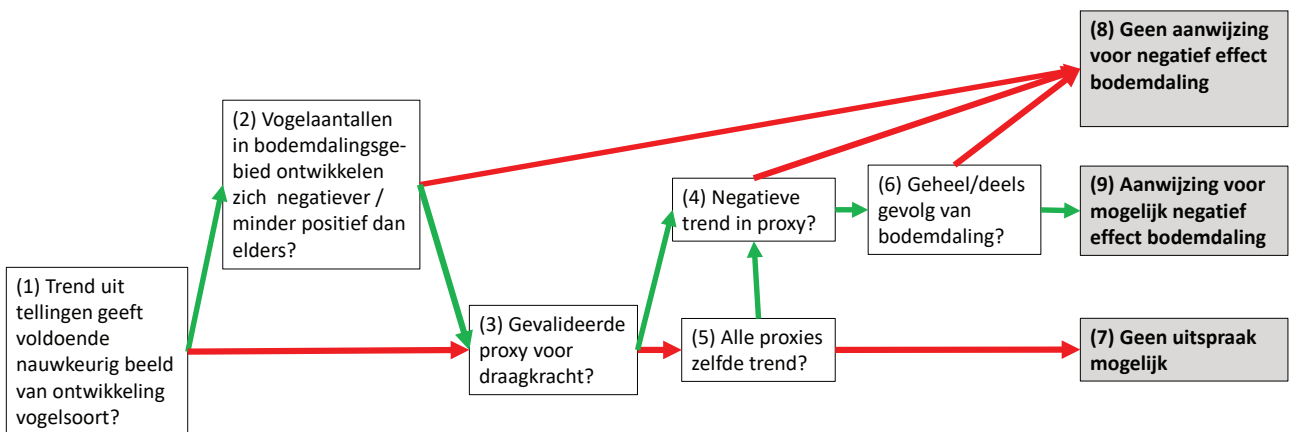 (1) Trend uit
tellingen geeft
voldoende
nauwkeurig beeld
van ontwikkeling
vogelsoort?
(2) Vogelaantallen
in bodemdalingsge-
bied ontwikkelen
zich negatiever /
minder positief dan
elders?
(3) Gevalideerde
proxy voor
draagkracht?
(4) Negatieve
trend in proxy?
(5) Alle proxies
zelfde trend?
(6) Geheel/deels
gevolg van
bodemdaling?
(8) Geen aanwijzing
voor negatief effect
bodemdaling
(9) Aanwijzing voor
mogelijk negatief
effect bodemdaling
(7) Geen uitspraak
mogelijk